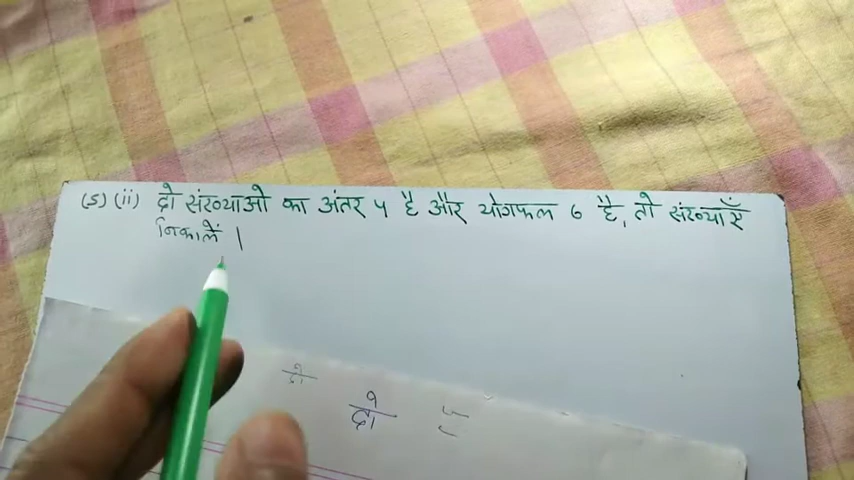 (5) (ii) दो संख्याओ का अंतर 4 है और योगफल 6 है, तो संख्याएँ
निकालें |